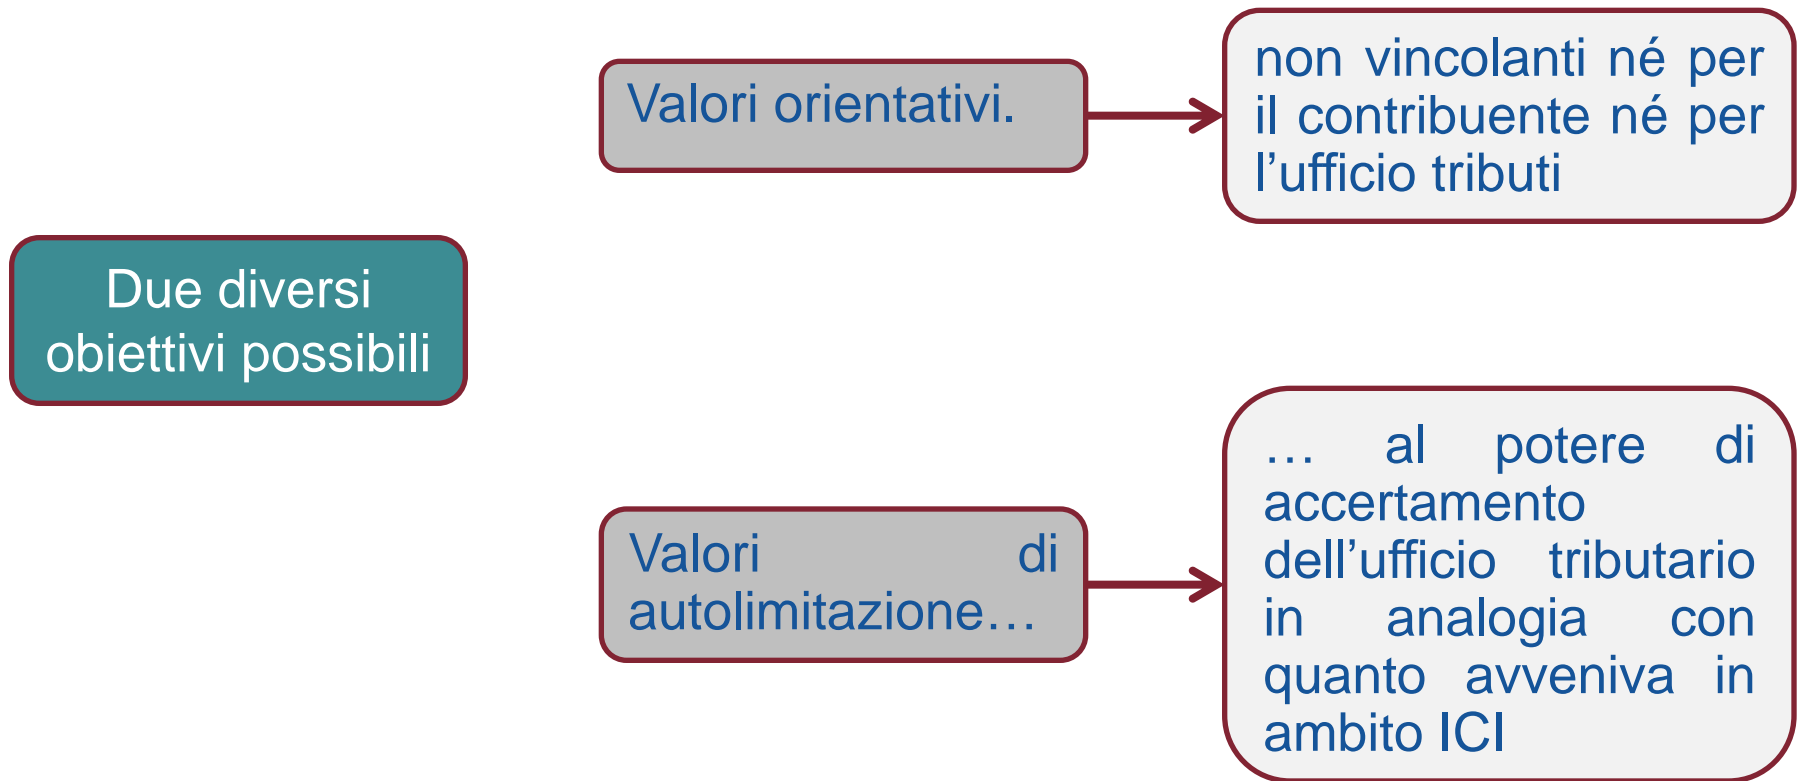 Due diversi
obiettivi possibili
Valori orientativi.
non vincolanti né per
il contribuente né per
l’ufficio tributi
Valori di
autolimitazione…
… al potere di
accertamento
dell’ufficio tributario
in analogia con
quanto avveniva in
ambito ICI